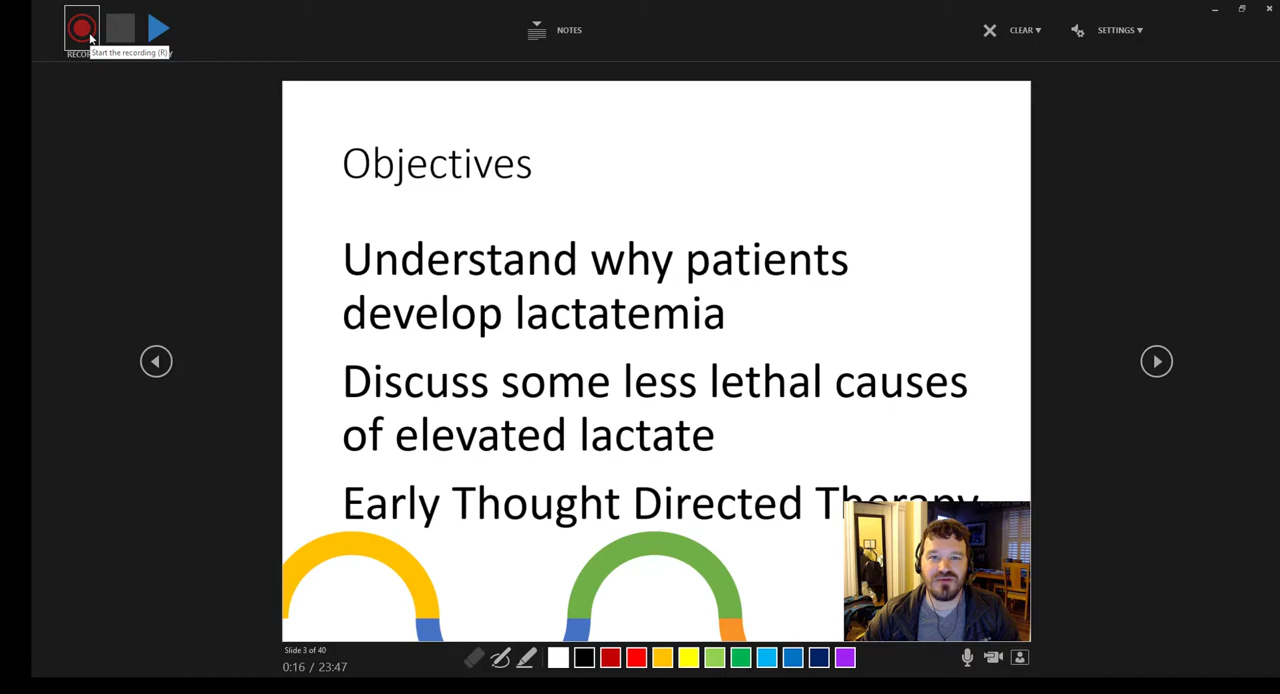 NOTES
CLEAR
SETTINGS
Start the recording (R)
Objectives
Understand why patients
develop lactatemia
Discuss some less lethal causes
of elevated lactate
Early Thought Directed Therapy
Slide 3 of 40
0:16 / 23:47